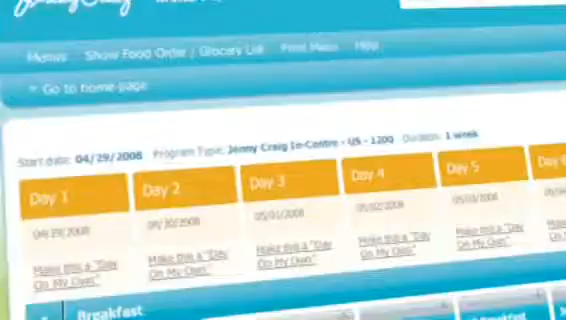 Jenny Craig
Menus Show Food Order / Grocery List Print Menu Help
Go to home page
Start date: 04/29/2008 Program Type: Jenny Craig In-Centre - US - 1200 Duration: 1 week
Day 1 Day 2 Day 3 Day 4 Day 5 Day 6
04/29/2008 04/30/2008 05/01/2008 05/02/2008 05/03/2008
Make this a "Day Make this a "Day Make this a "Day Make this a "Day Make this a "Day
On My Own" On My Own" On My Own" On My Own" On My Own"
Breakfast Breakfast